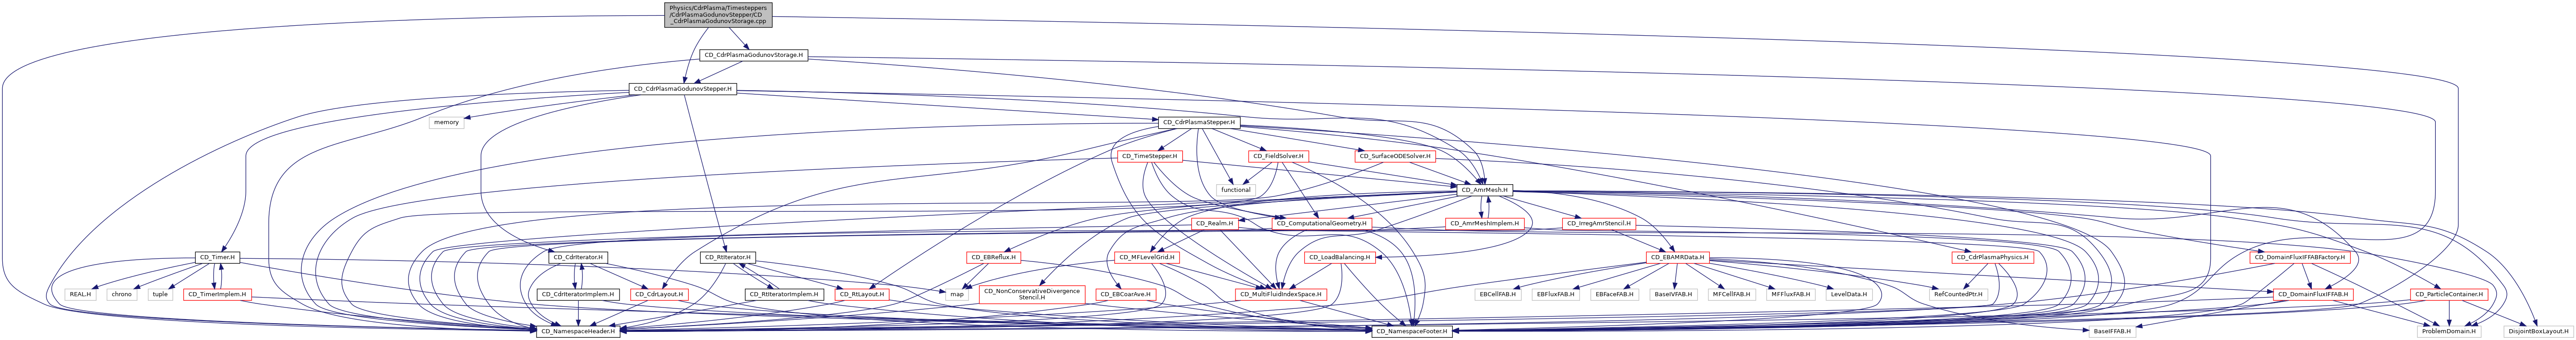 Physics/CdrPlasma/Timesteppers
/CdrPlasmaGodunovStepper/CD
_CdrPlasmaGodunovStorage.cpp
CD_CdrPlasmaGodunovStorage.H
CD_CdrPlasmaGodunovStepper.H
memory
CD_CdrPlasmaStepper.H
CD_TimeStepper.H
CD_FieldSolver.H
CD_SurfaceODESolver.H
functional
CD_AmrMesh.H
CD_Realm.H
CD_ComputationalGeometry.H
CD_AmrMeshImplem.H
CD_IrregAmrStencil.H
CD_Timer.H
CD_CdrIterator.H
CD_RtIterator.H
CD_EBReflux.H
CD_MFLevelGrid.H
CD_LoadBalancing.H
CD_EBAMRData.H
CD_CdrPlasmaPhysics.H
CD_DomainFluxIFFABFactory.H
REAL.H
chrono
tuple
CD_TimerImplem.H
CD_CdrIteratorImplem.H
CD_CdrLayout.H
CD_RtIteratorImplem.H
CD_RtLayout.H
map
CD_NonConservativeDivergence
Stencil.H
CD_EBCoarAve.H
CD_MultiFluidIndexSpace.H
EBCellFAB.H
EBFluxFAB.H
EBFaceFAB.H
BaseIVFAB.H
MFCellFAB.H
MFFluxFAB.H
LevelData.H
RefCountedPtr.H
CD_DomainFluxIFFAB.H
CD_ParticleContainer.H
CD_NamespaceHeader.H
CD_NamespaceFooter.H
BaseIFFAB.H
ProblemDomain.H
DisjointBoxLayout.H